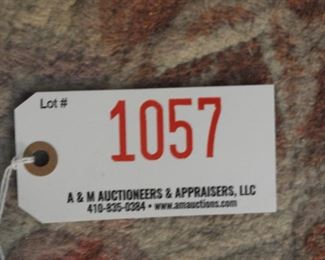 Lot #
1057
A & M AUCTIONEERS & APPRAISERS, LLC
410-835-0384 • www.amauctions.com